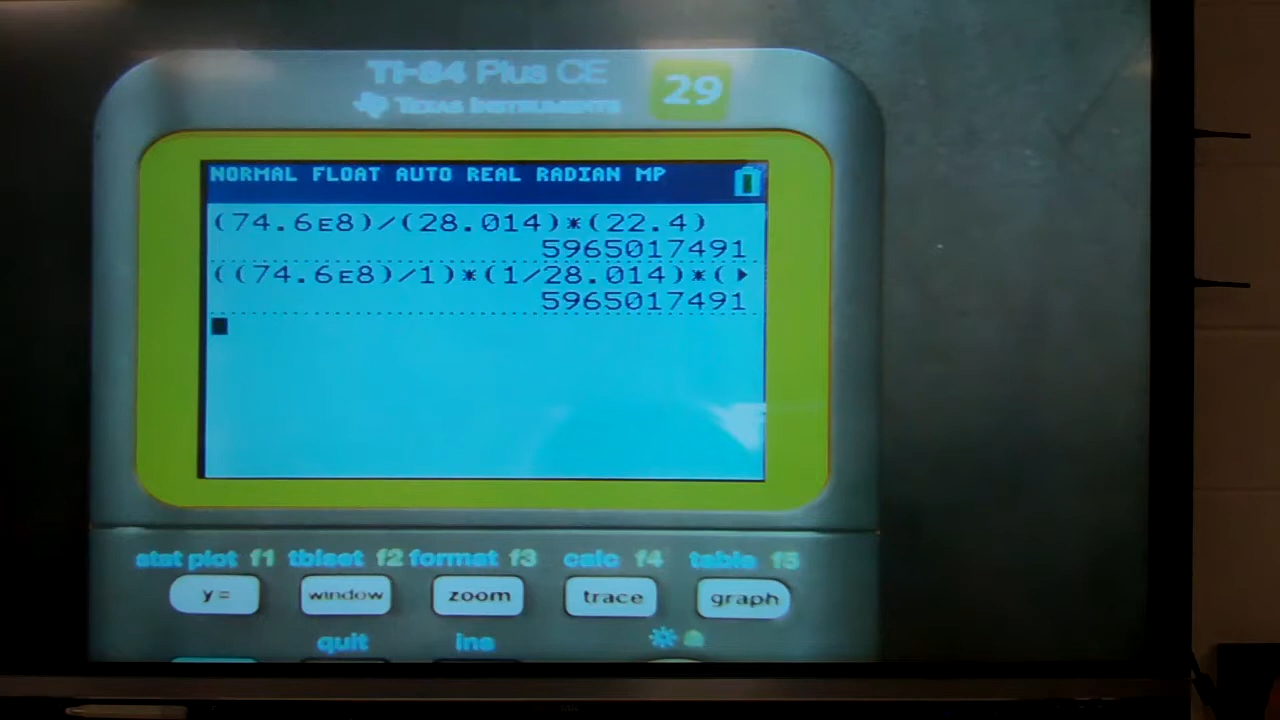 TI-84 Plus CE
TEXAS INSTRUMENTS
29
NORMAL FLOAT AUTO REAL RADIAN MP
(74.6ᴇ8)/(28.014)*(22.4)
5965017491
((74.6ᴇ8)/1)*(1/28.014)*(
5965017491
stat plot f1 tblset f2 format f3 calc f4 table f5
y= window zoom trace graph
quit ins